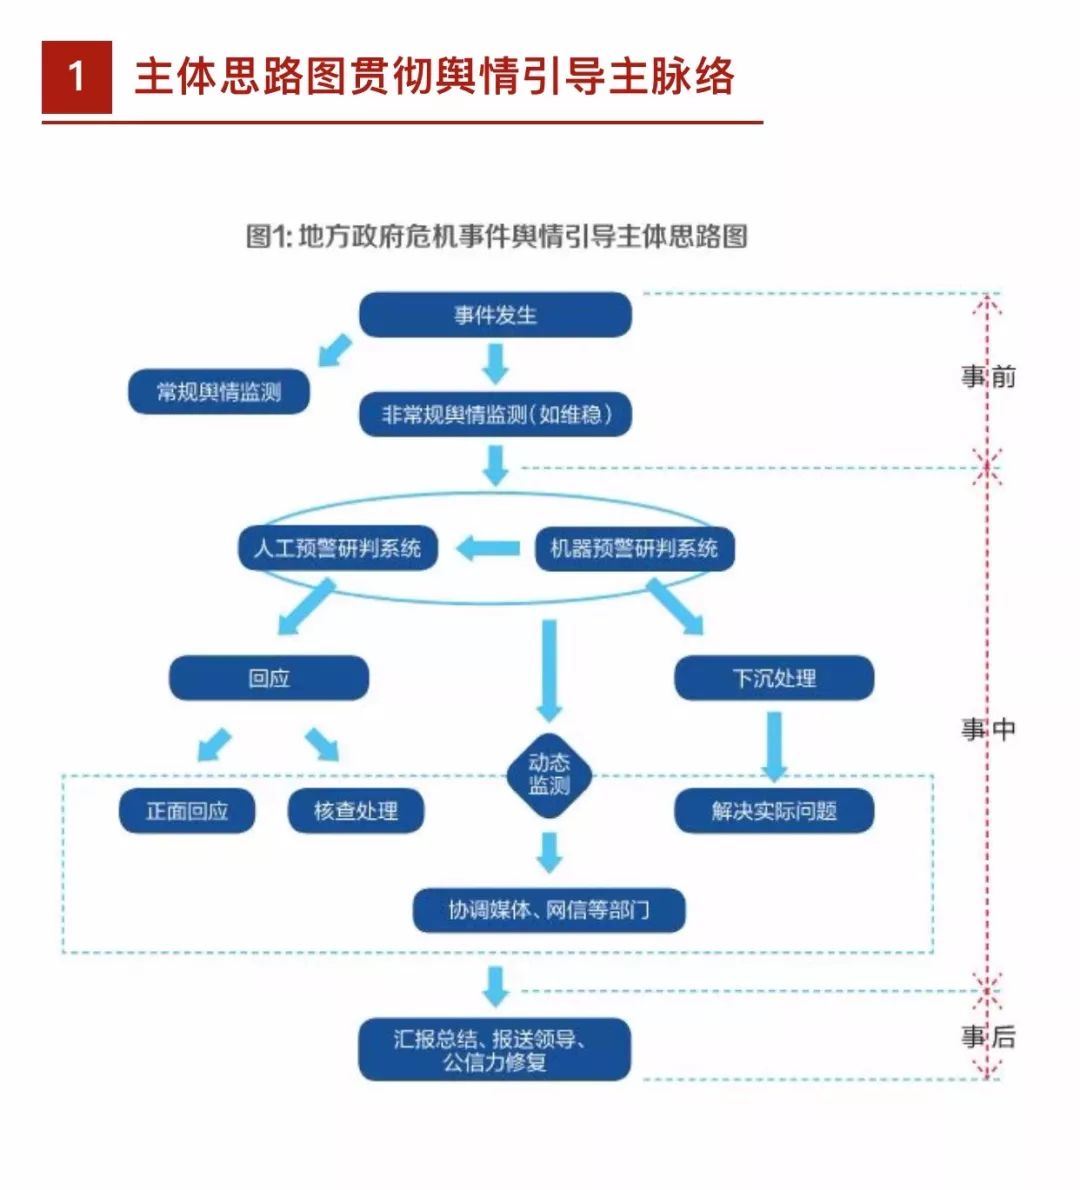 1 主体思路图贯彻舆情引导主脉络
图1: 地方政府危机事件舆情引导主体思路图
事件发生
事前
常规舆情监测
非常规舆情监测（如维稳）
人工预警研判系统
机器预警研判系统
回应
下沉处理
事中
动态
监测
正面回应
核查处理
解决实际问题
协调媒体、网信等部门
汇报总结、报送领导、
公信力修复
事后